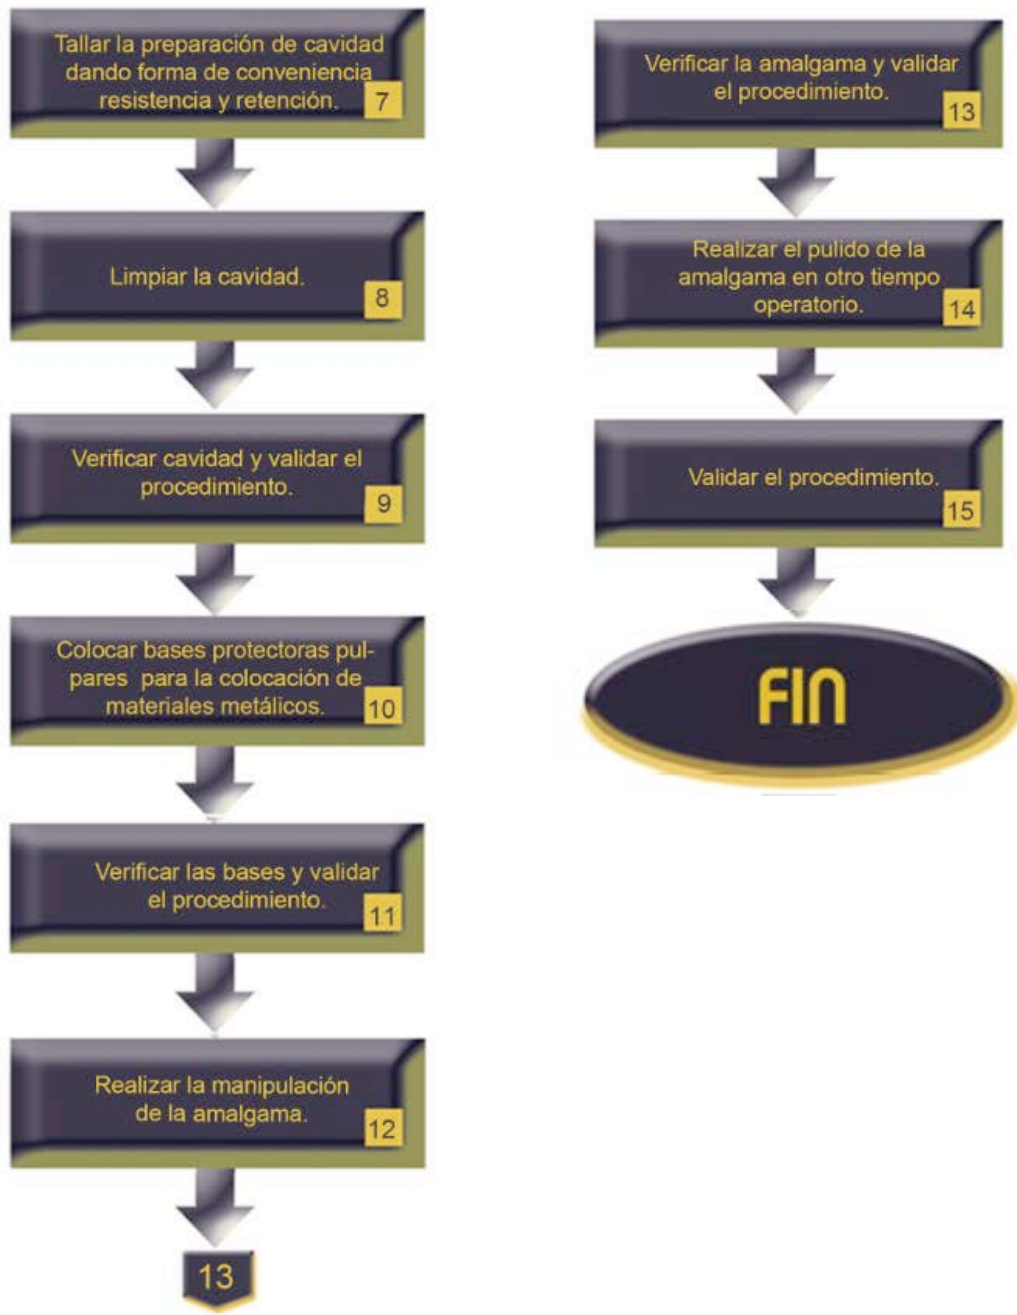 Tallar la preparación de cavidad
dando forma de conveniencia
resistencia y retención.
7
Limpiar la cavidad.
8
Verificar cavidad y validar el
procedimiento.
9
Colocar bases protectoras pul-
pares para la colocación de
materiales metálicos.
10
Verificar las bases y validar
el procedimiento.
11
Realizar la manipulación
de la amalgama.
12
13
Verificar la amalgama y validar
el procedimiento.
13
Realizar el pulido de la
amalgama en otro tiempo
operatorio.
14
Validar el procedimiento.
15
FIN